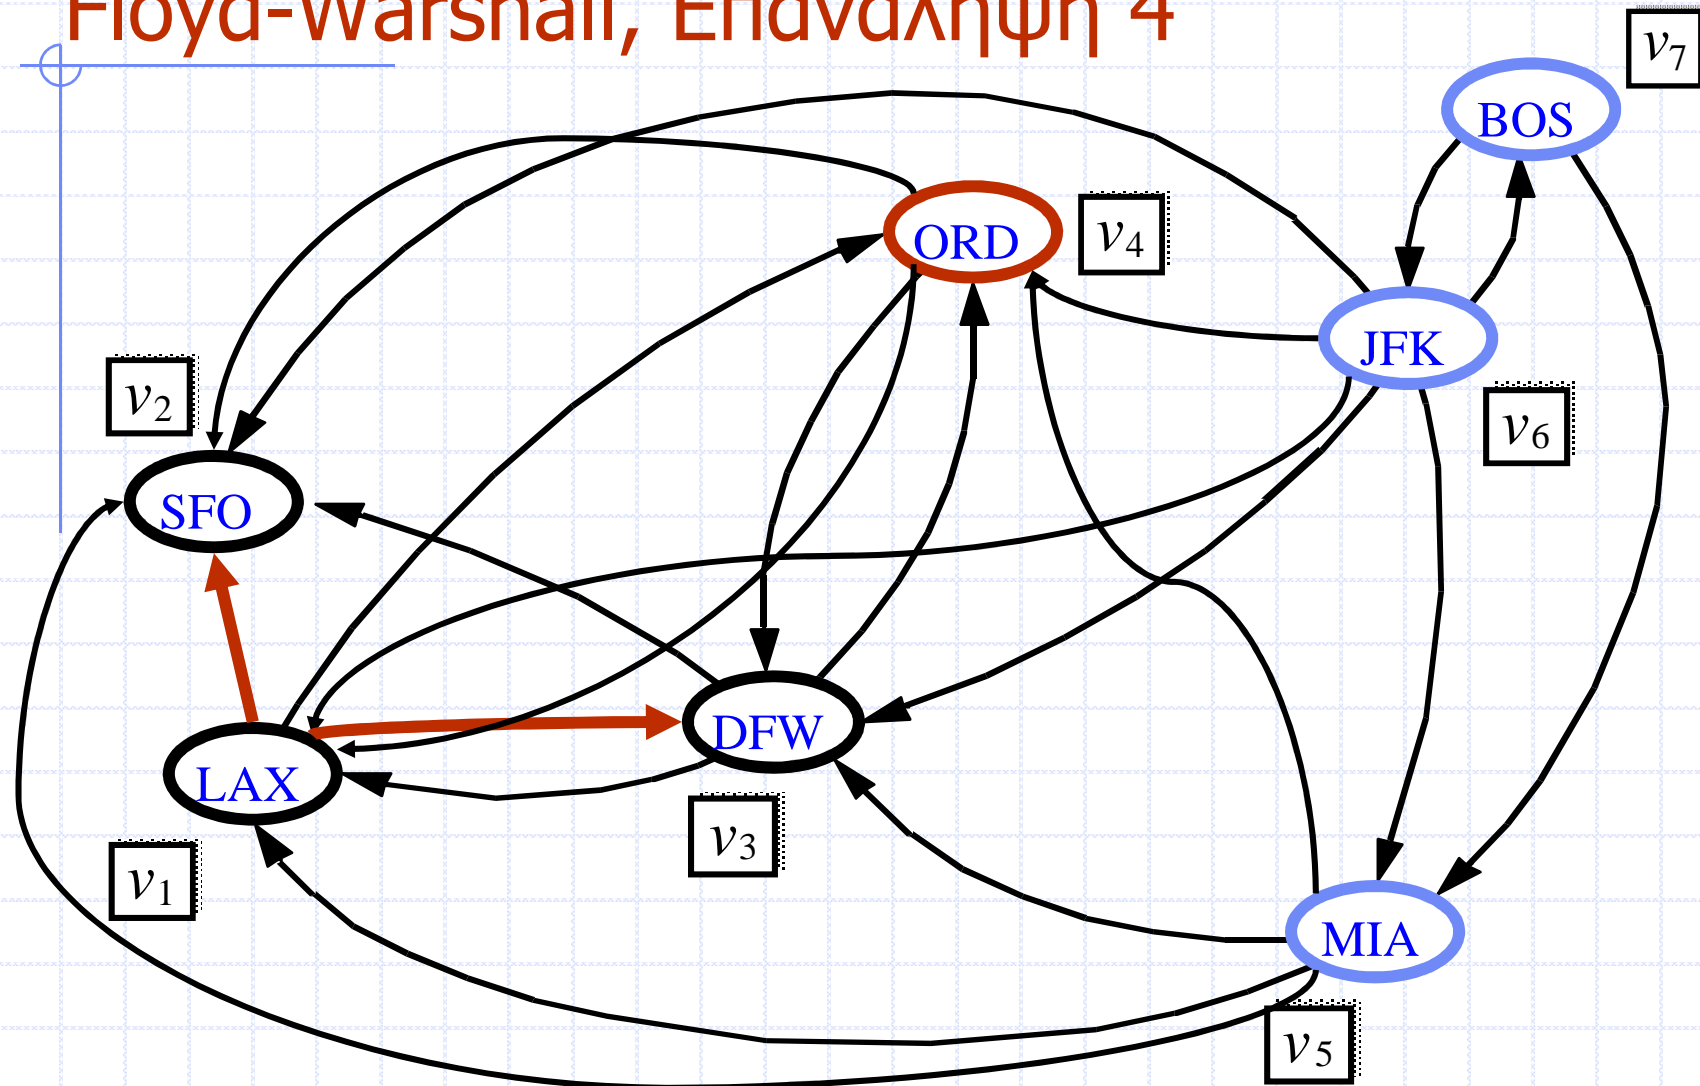 Floyd-Warshall, Επανάληψη 4
v7
BOS
ORD
v4
JFK
v2
v6
SFO
DFW
LAX
v3
v1
MIA
v5